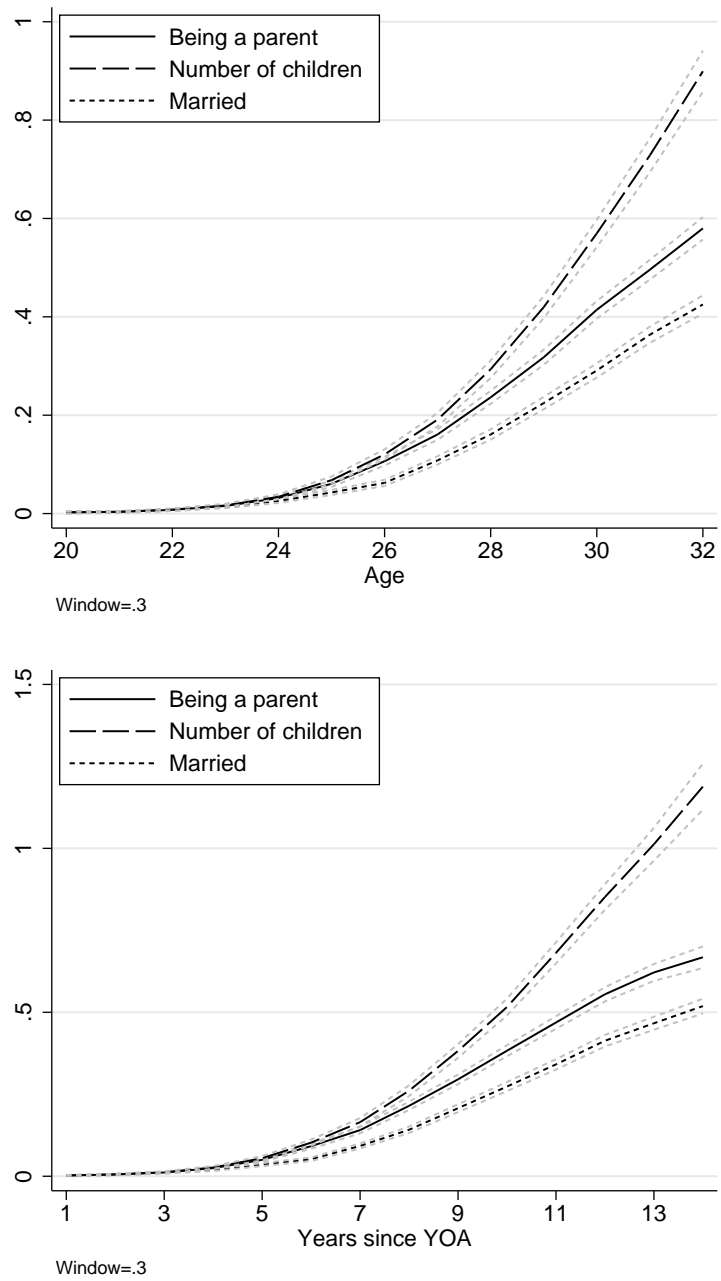 Being a parent
Number of children
Married
1
.8
.6
.4
.2
0
20 22 24 26 28 30 32
Age
Window=.3
Being a parent
Number of children
Married
1.5
1
.5
0
1 3 5 7 9 11 13
Years since YOA
Window=.3